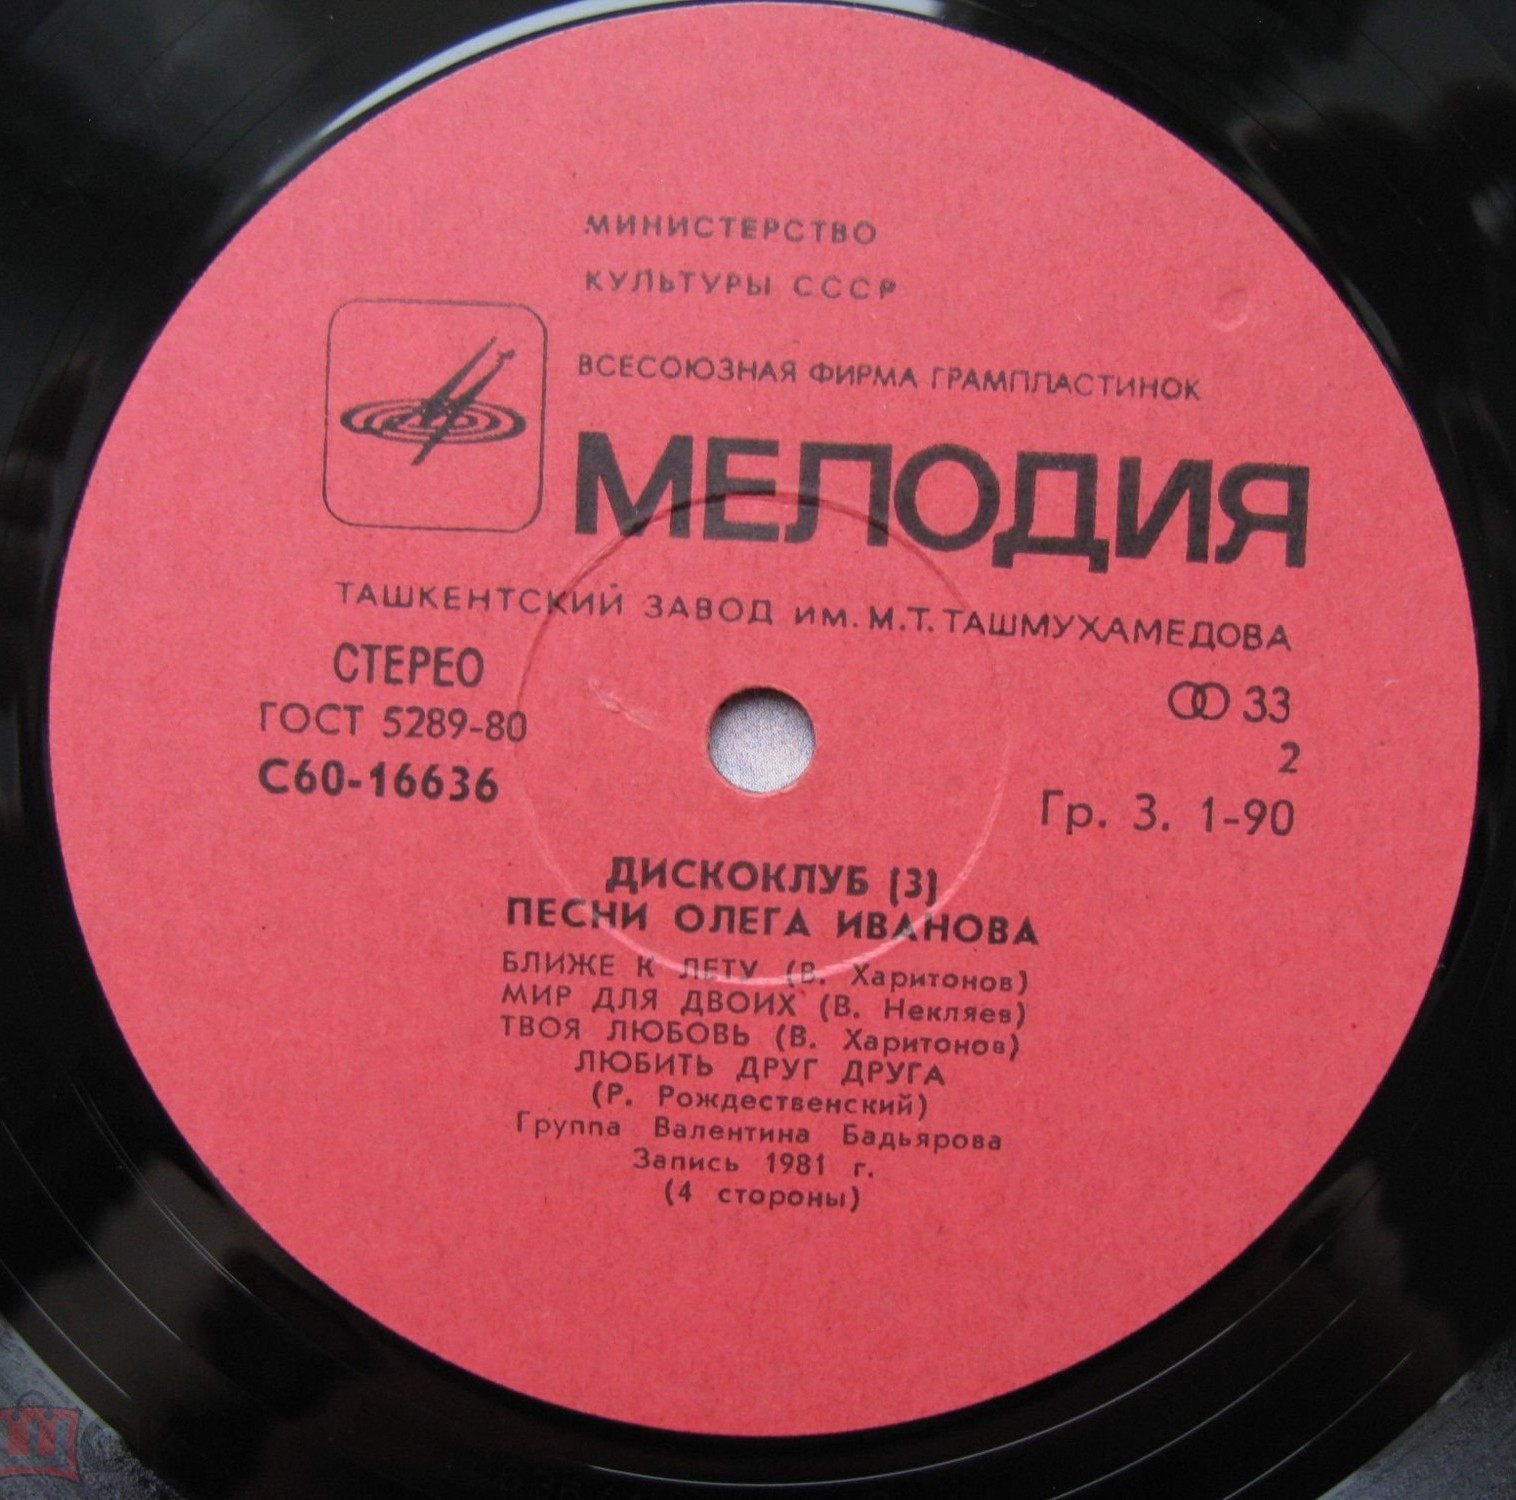 МИНИСТЕРСТВО
КУЛЬТУРЫ СССР
ВСЕСОЮЗНАЯ ФИРМА ГРАМПЛАСТИНОК
МЕЛОДИЯ
ТАШКЕНТСКИЙ ЗАВОД им. М.Т. ТАШМУХАМЕДОВА
СТЕРЕО
ГОСТ 5289-80
С60-16636
33
2
Гр. 3. 1-90
ДИСКОКЛУБ (3)
ПЕСНИ ОЛЕГА ИВАНОВА
БЛИЖЕ К ЛЕТУ (В. Харитонов)
МИР ДЛЯ ДВОИХ (В. Некляев)
ТВОЯ ЛЮБОВЬ (В. Харитонов)
ЛЮБИТЬ ДРУГ ДРУГА
(Р. Рождественский)
Группа Валентина Бадьярова
Запись 1981 г.
(4 стороны)